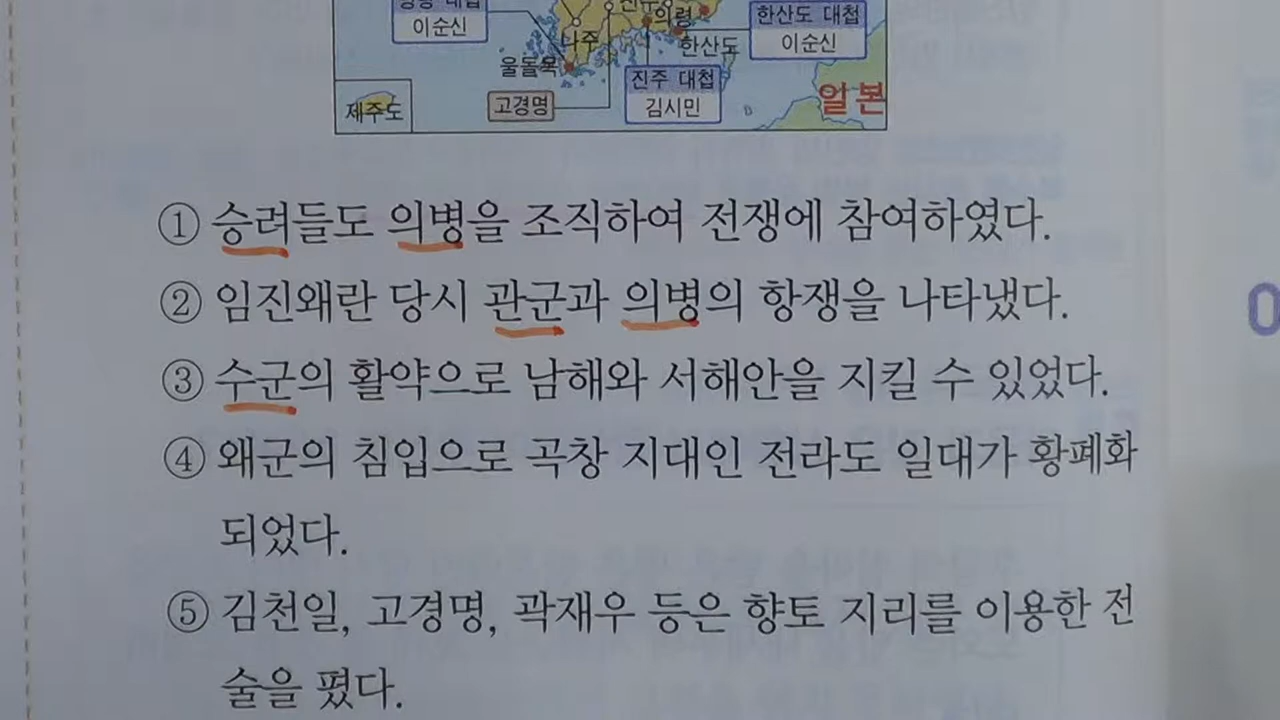 이순신
의령
한산도 대첩
이순신
나주
한산도
울돌목
진주 대첩
김시민
고경명
일본
제주도
① 승려들도 의병을 조직하여 전쟁에 참여하였다.
② 임진왜란 당시 관군과 의병의 항쟁을 나타냈다.
③ 수군의 활약으로 남해와 서해안을 지킬 수 있었다.
④ 왜군의 침입으로 곡창 지대인 전라도 일대가 황폐화
되었다.
⑤ 김천일, 고경명, 곽재우 등은 향토 지리를 이용한 전
술을 폈다.